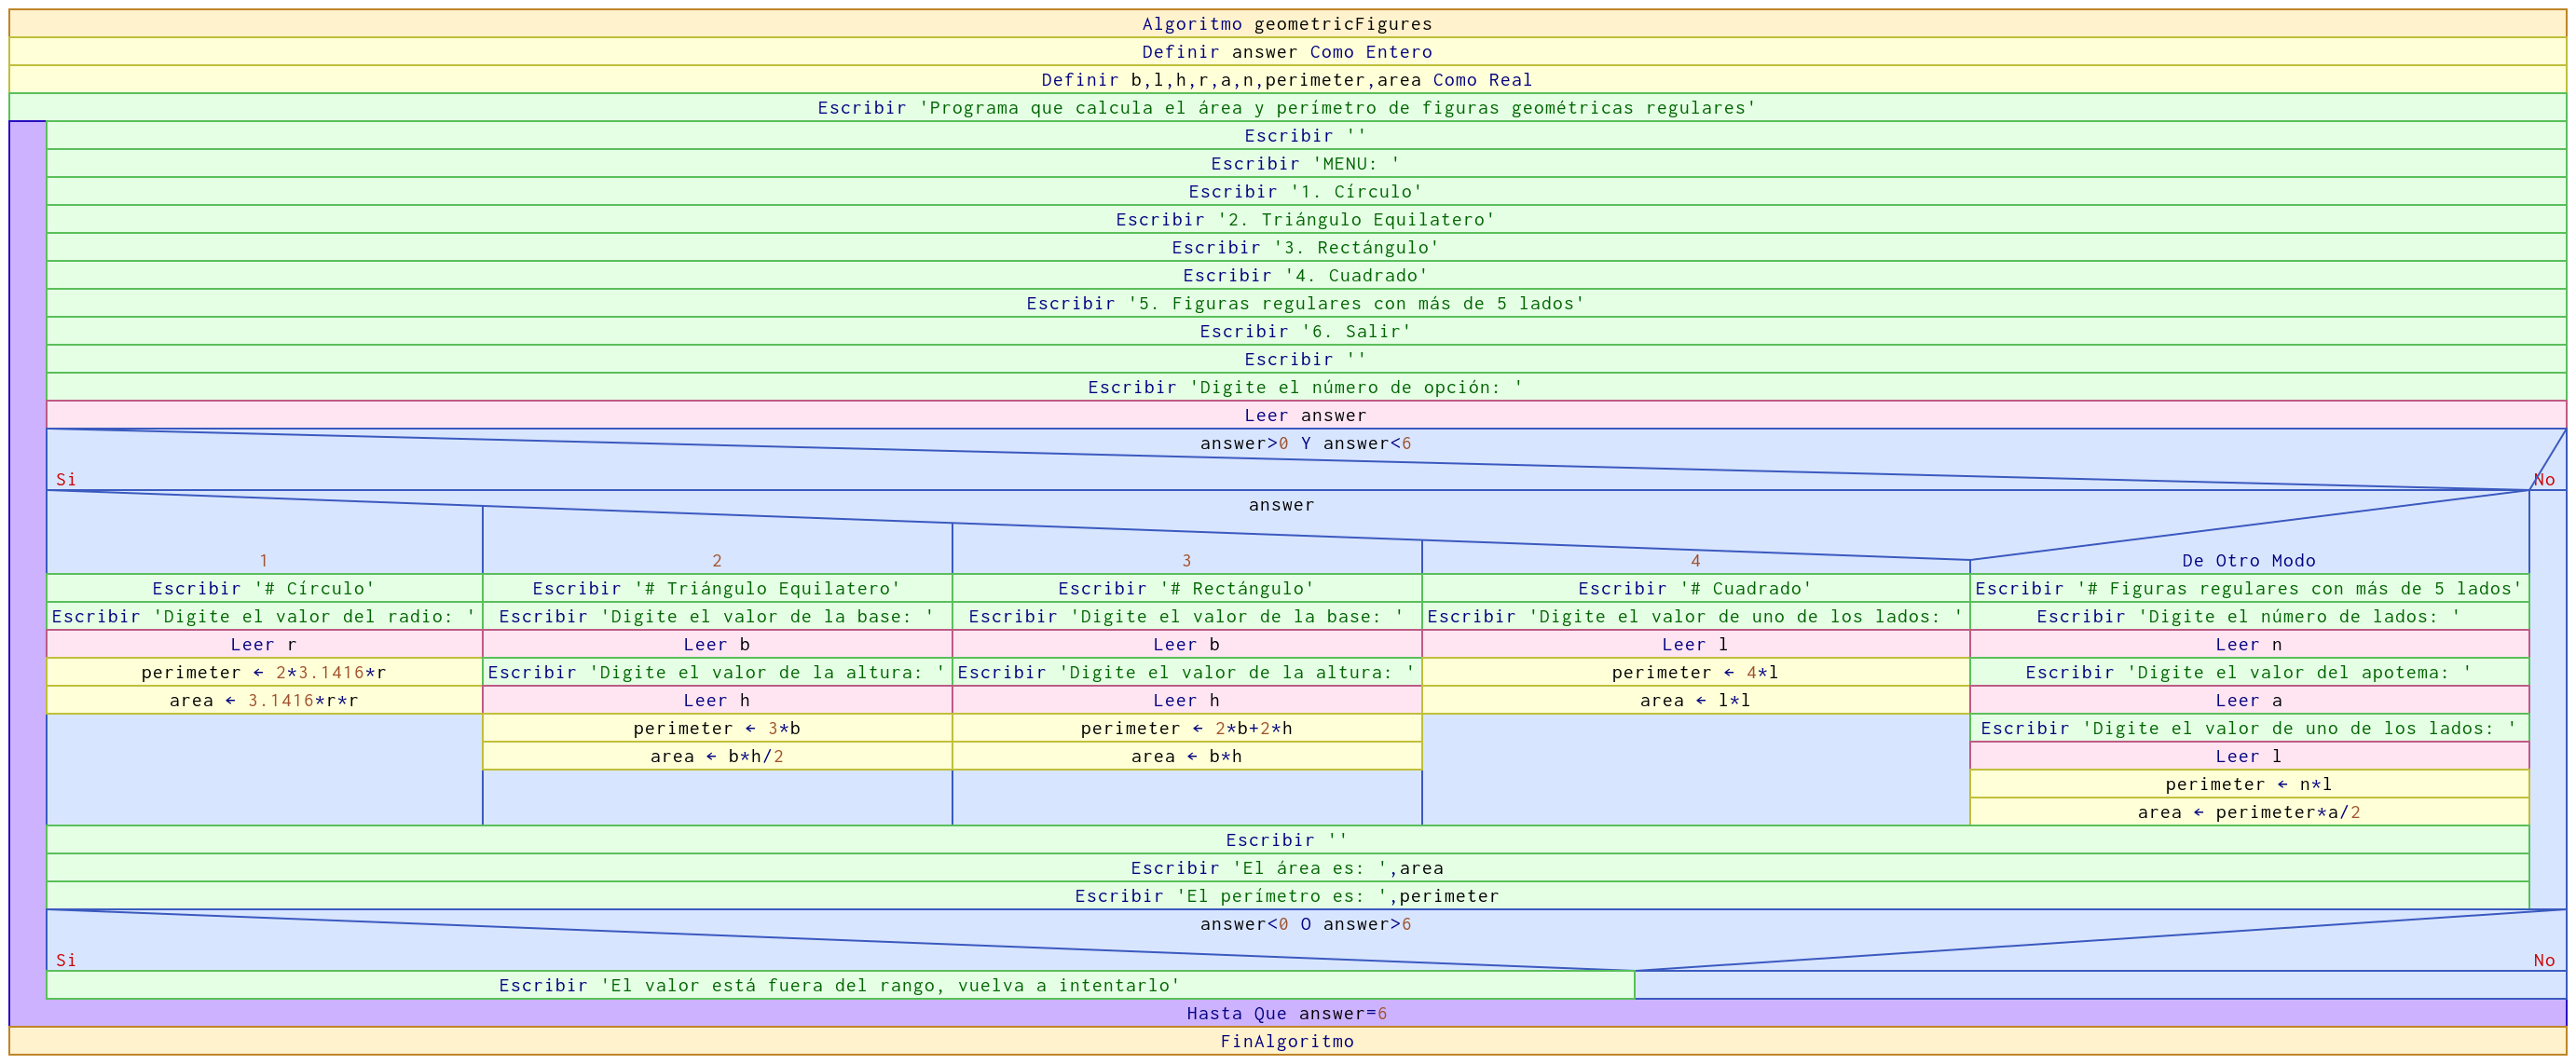 Algoritmo geometricFigures
Definir answer Como Entero
Definir b,l,h,r,a,n,perimeter,area Como Real
Escribir 'Programa que calcula el área y perímetro de figuras geométricas regulares'
Escribir ''
Escribir 'MENU: '
Escribir '1. Círculo'
Escribir '2. Triángulo Equilatero'
Escribir '3. Rectángulo'
Escribir '4. Cuadrado'
Escribir '5. Figuras regulares con más de 5 lados'
Escribir '6. Salir'
Escribir ''
Escribir 'Digite el número de opción: '
Leer answer
answer>0 Y answer<6
Si
No
answer
1
Escribir '# Círculo'
Escribir 'Digite el valor del radio: '
Leer r
perimeter ← 2*3.1416*r
area ← 3.1416*r*r
2
Escribir '# Triángulo Equilatero'
Escribir 'Digite el valor de la base: '
Leer b
Escribir 'Digite el valor de la altura: '
Leer h
perimeter ← 3*b
area ← b*h/2
3
Escribir '# Rectángulo'
Escribir 'Digite el valor de la base: '
Leer b
Escribir 'Digite el valor de la altura: '
Leer h
perimeter ← 2*b+2*h
area ← b*h
4
Escribir '# Cuadrado'
Escribir 'Digite el valor de uno de los lados: '
Leer l
perimeter ← 4*l
area ← l*l
De Otro Modo
Escribir '# Figuras regulares con más de 5 lados'
Escribir 'Digite el número de lados: '
Leer n
Escribir 'Digite el valor del apotema: '
Leer a
Escribir 'Digite el valor de uno de los lados: '
Leer l
perimeter ← n*l
area ← perimeter*a/2
Escribir ''
Escribir 'El área es: ',area
Escribir 'El perímetro es: ',perimeter
answer<0 O answer>6
Si
No
Escribir 'El valor está fuera del rango, vuelva a intentarlo'
Hasta Que answer=6
FinAlgoritmo